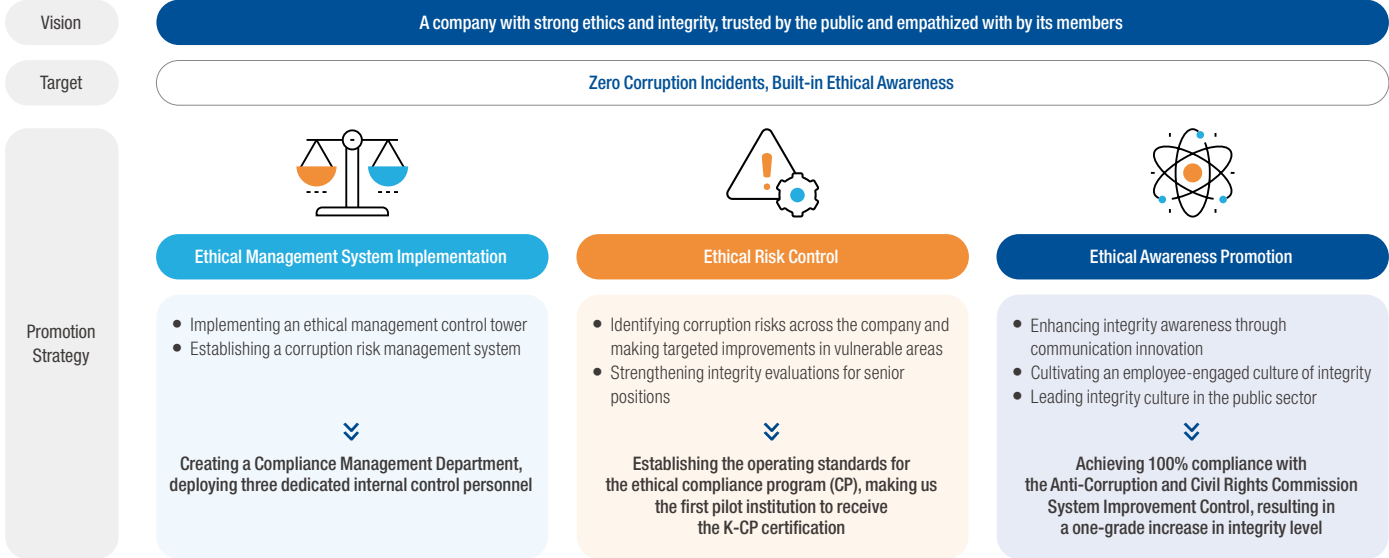 Vision
A company with strong ethics and integrity, trusted by the public and empathized with by its members
Target
Zero Corruption Incidents, Built-in Ethical Awareness
Promotion
Strategy
Ethical Management System Implementation
• Implementing an ethical management control tower
• Establishing a corruption risk management system
Creating a Compliance Management Department,
deploying three dedicated internal control personnel
Ethical Risk Control
• Identifying corruption risks across the company and
making targeted improvements in vulnerable areas
• Strengthening integrity evaluations for senior
positions
Establishing the operating standards for
the ethical compliance program (CP), making us
the first pilot institution to receive
the K-CP certification
Ethical Awareness Promotion
• Enhancing integrity awareness through
communication innovation
• Cultivating an employee-engaged culture of integrity
• Leading integrity culture in the public sector
Achieving 100% compliance with
the Anti-Corruption and Civil Rights Commission
System Improvement Control, resulting in
a one-grade increase in integrity level